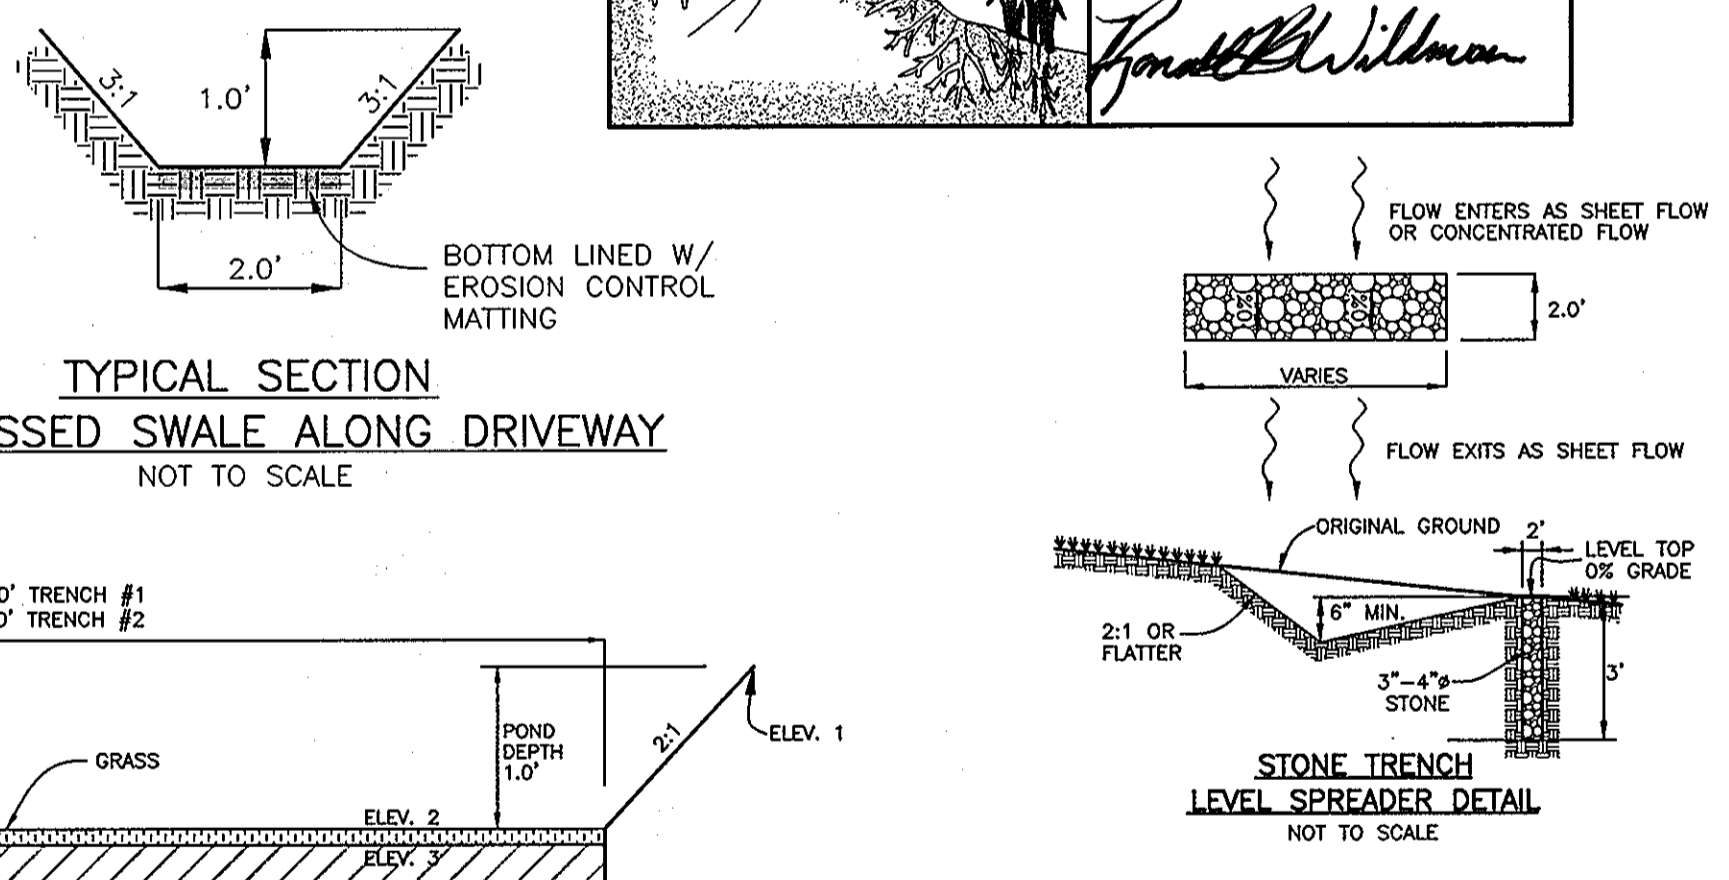 Ronald B Wildman
3:1
1.0'
3:1
2.0'
BOTTOM LINED W/
EROSION CONTROL
MATTING
TYPICAL SECTION
SSED SWALE ALONG DRIVEWAY
NOT TO SCALE
FLOW ENTERS AS SHEET FLOW
OR CONCENTRATED FLOW
0%
0%
2.0'
VARIES
FLOW EXITS AS SHEET FLOW
ORIGINAL GROUND
2'
LEVEL TOP
0% GRADE
6" MIN.
2:1 OR
FLATTER
3"-4"ø
STONE
3'
STONE TRENCH
LEVEL SPREADER DETAIL
NOT TO SCALE
0' TRENCH #1
0' TRENCH #2
POND
DEPTH
1.0'
2:1
ELEV. 1
GRASS
ELEV. 2
ELEV. 3